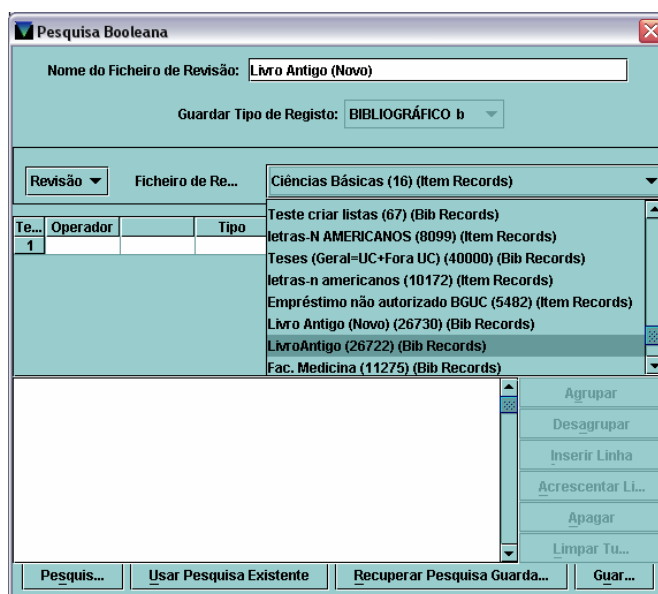 Pesquisa Booleana
Nome do Ficheiro de Revisão: Livro Antigo (Novo)
Guardar Tipo de Registo: BIBLIOGRÁFICO b
Revisão Ficheiro de Re... Ciências Básicas (16) (Item Records)
Te... Operador Tipo
1
Teste criar listas (67) (Bib Records)
letras-N AMERICANOS (8099) (Item Records)
Teses (Geral=UC+Fora UC) (40000) (Bib Records)
letras-n americanos (10172) (Item Records)
Empréstimo não autorizado BGUC (5482) (Item Records)
Livro Antigo (Novo) (26730) (Bib Records)
LivroAntigo (26722) (Bib Records)
Fac. Medicina (11275) (Bib Records)
Agrupar
Desagrupar
Inserir Linha
Acrescentar Li...
Apagar
Limpar Tu...
Pesquis... Usar Pesquisa Existente Recuperar Pesquisa Guarda... Guar...